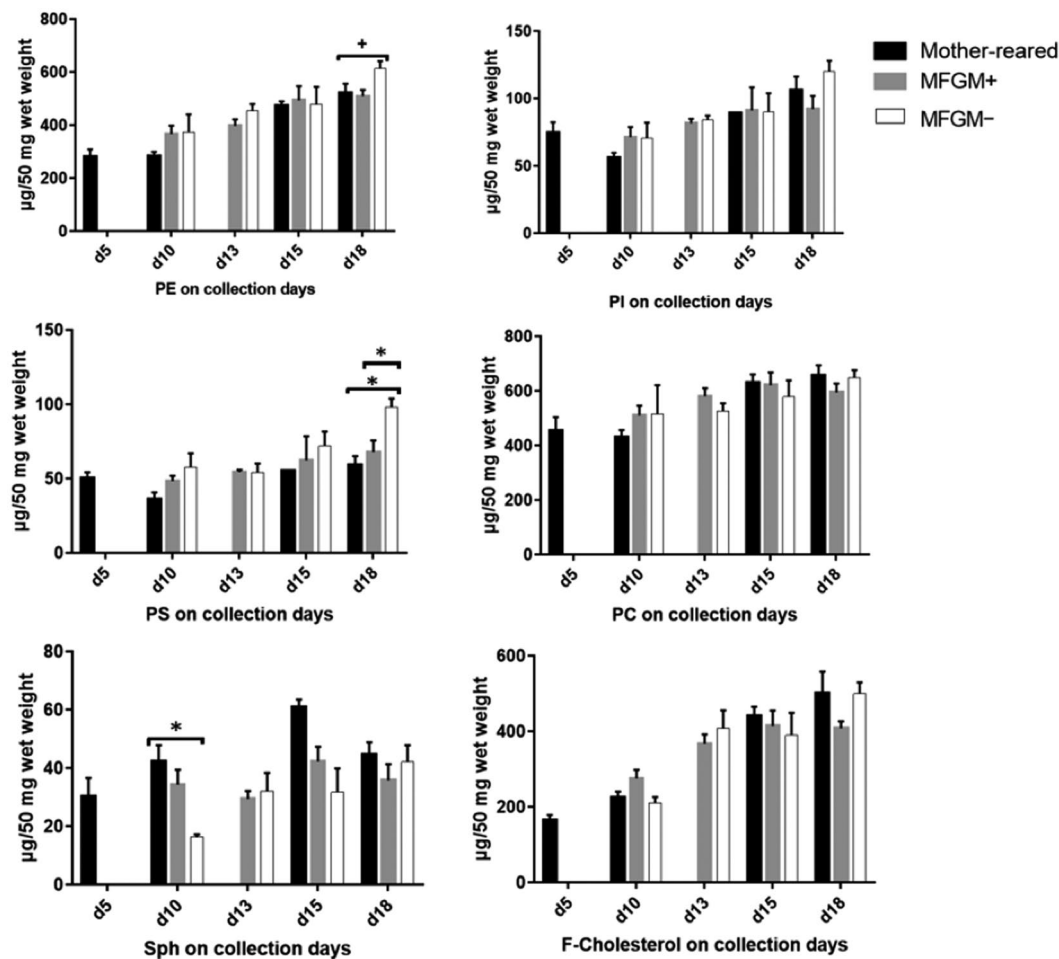 800
600
400
200
0
µg/50 mg wet weight
+
d5
d10
d13
d15
d18
PE on collection days
150
100
50
0
µg/50 mg wet weight
d5
d10
d13
d15
d18
PI on collection days
Mother-reared
MFGM+
MFGM−
150
100
50
0
µg/50 mg wet weight
*
*
d5
d10
d13
d15
d18
PS on collection days
800
600
400
200
0
µg/50 mg wet weight
d5
d10
d13
d15
d18
PC on collection days
80
60
40
20
0
µg/50 mg wet weight
*
d5
d10
d13
d15
d18
Sph on collection days
600
400
200
0
µg/50 mg wet weight
d5
d10
d13
d15
d18
F-Cholesterol on collection days